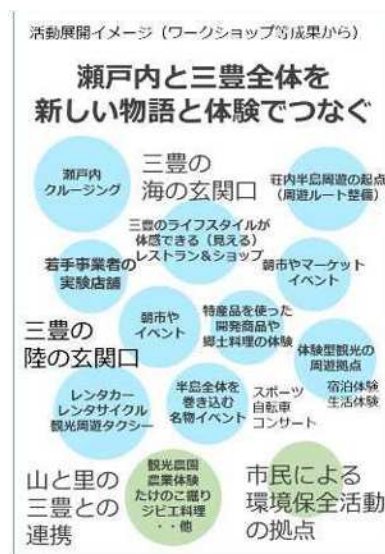 活動展開イメージ（ワークショップ等成果から）
瀬戸内と三豊全体を
新しい物語と体験でつなぐ
瀬戸内
クルージング
三豊の
海の玄関口
荘内半島周遊の起点
（周遊ルート整備）
三豊のライフスタイルが
体感できる（見える）
レストラン＆ショップ
若手事業者の
実験店舗
朝市やマーケット
イベント
朝市や
イベント
特産品を使った
開発商品や
郷土料理の体験
三豊の
陸の玄関口
体験型観光の
周遊拠点
宿泊体験
生活体験
レンタカー
レンタサイクル
観光周遊タクシー
半島全体を
巻き込む
名物イベント
スポーツ
自転車
コンサート
山と里の
三豊との
連携
観光農園
農業体験
たけのこ掘り
ジビエ料理
・・他
市民による
環境保全活動
の拠点